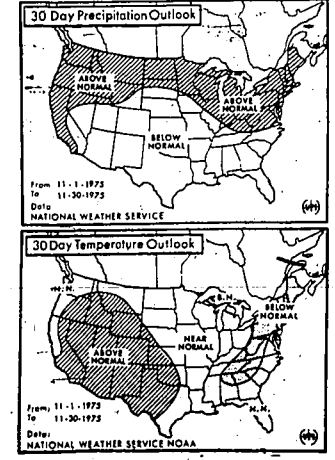 30 Day Precipitation Outlook
ABOVE
NORMAL
ABOVE
NORMAL
BELOW
NORMAL
From 11-1-1975
To 11-30-1975
Data
NATIONAL WEATHER SERVICE
30 Day Temperature Outlook
N.N.
B.N.
BELOW
NORMAL
NEAR
NORMAL
ABOVE
NORMAL
N.N.
From; 11-1-1975
To 11-30-1975
Data:
NATIONAL WEATHER SERVICE NOAA